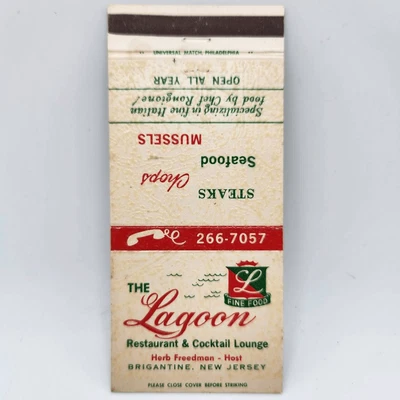 UNIVERSAL MATCH, PHILADELPHIA
OPEN ALL YEAR
Specializing in fine Italian
food by Chef Rongione!
MUSSELS
Seafood
Chops
STEAKS
266-7057
L
FINE FOOD
THE
Lagoon
Restaurant & Cocktail Lounge
Herb Freedman - Host
BRIGANTINE, NEW JERSEY
PLEASE CLOSE COVER BEFORE STRIKING